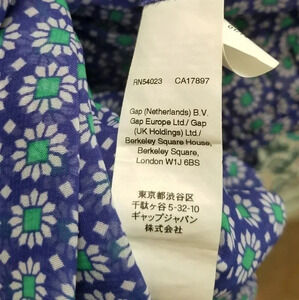 RN54023 CA17897
Gap (Netherlands) B.V.
Gap Europe Ltd./ Gap
(UK Holdings) Ltd./
Berkeley Square House,
Berkeley Square,
London W1J 6BS
東京都渋谷区
千駄ヶ谷 5-32-10
ギャップジャパン
株式会社